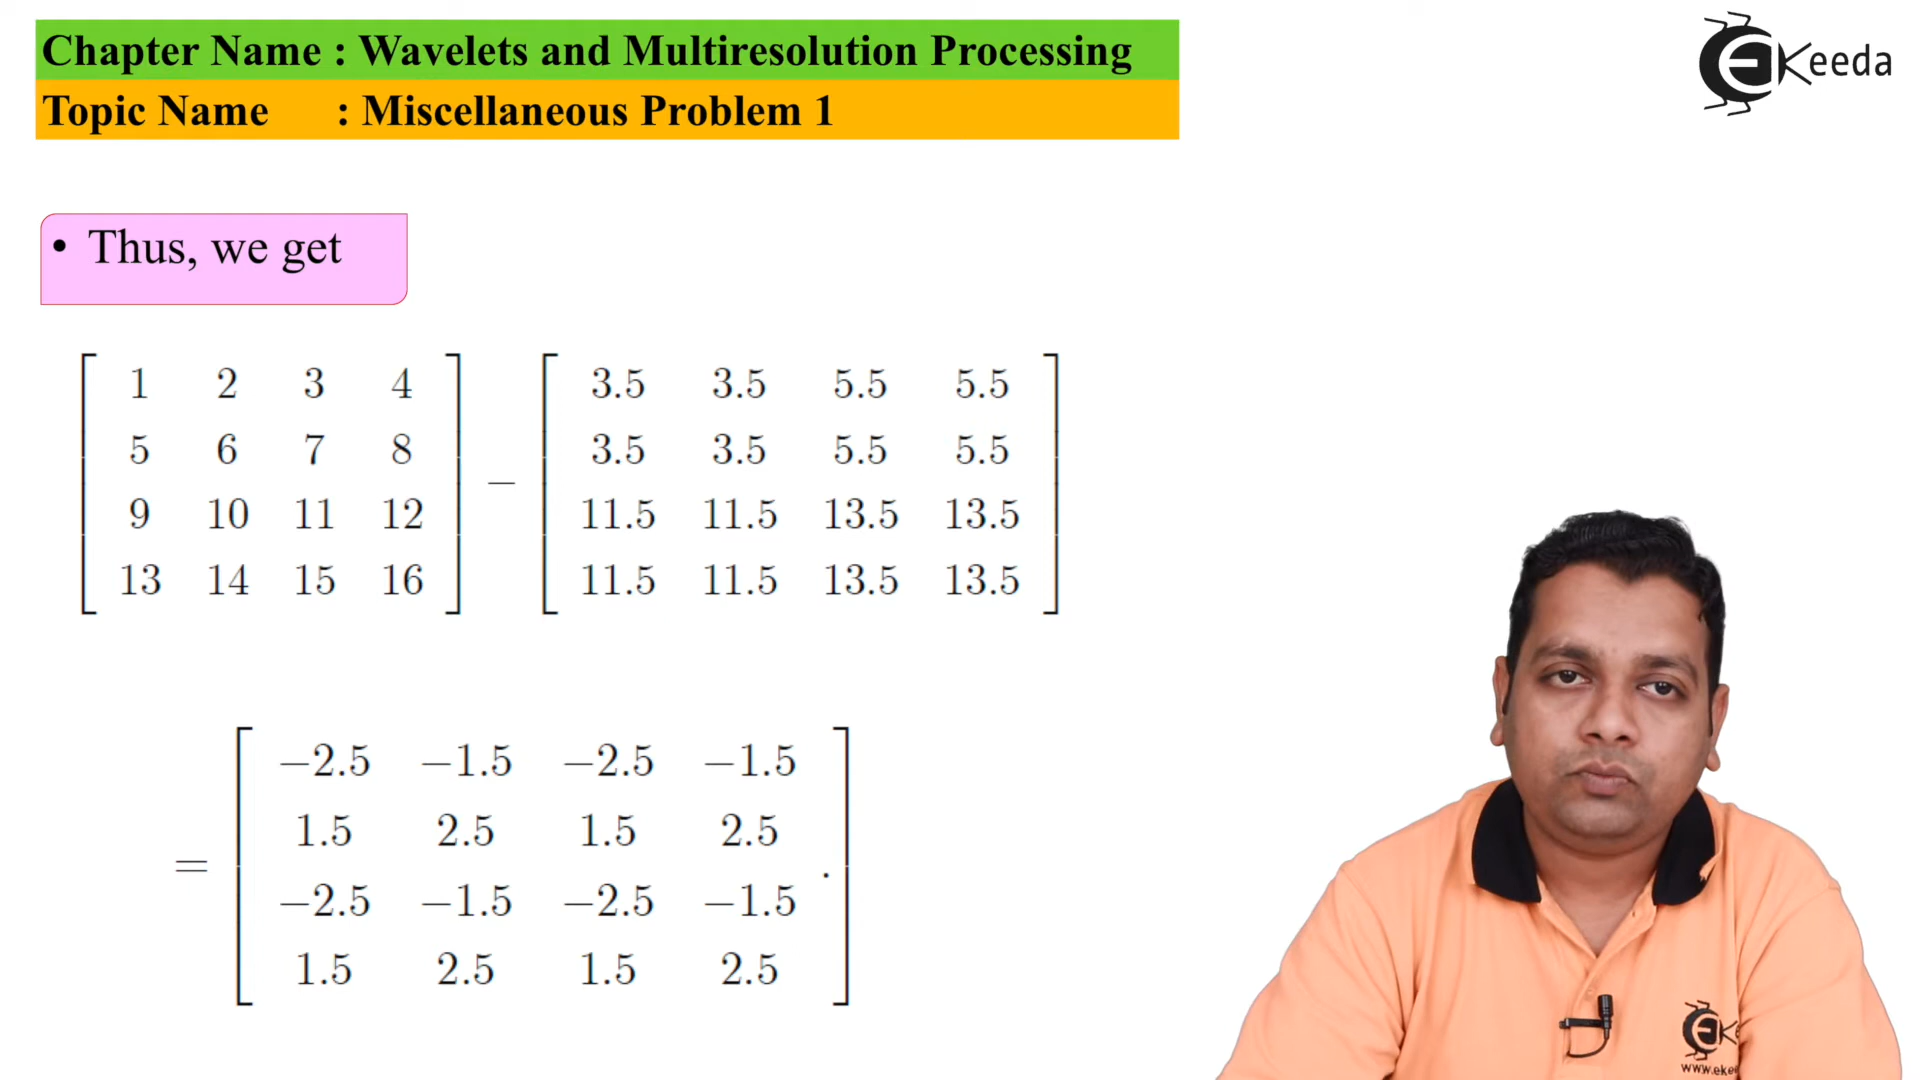 Chapter Name : Wavelets and Multiresolution Processing
Topic Name : Miscellaneous Problem 1
eKeeda
• Thus, we get
1 2 3 4
5 6 7 8
9 10 11 12
13 14 15 16
−
3.5 3.5 5.5 5.5
3.5 3.5 5.5 5.5
11.5 11.5 13.5 13.5
11.5 11.5 13.5 13.5
=
−2.5 −1.5 −2.5 −1.5
1.5 2.5 1.5 2.5
−2.5 −1.5 −2.5 −1.5
1.5 2.5 1.5 2.5
.
eK
www.eke